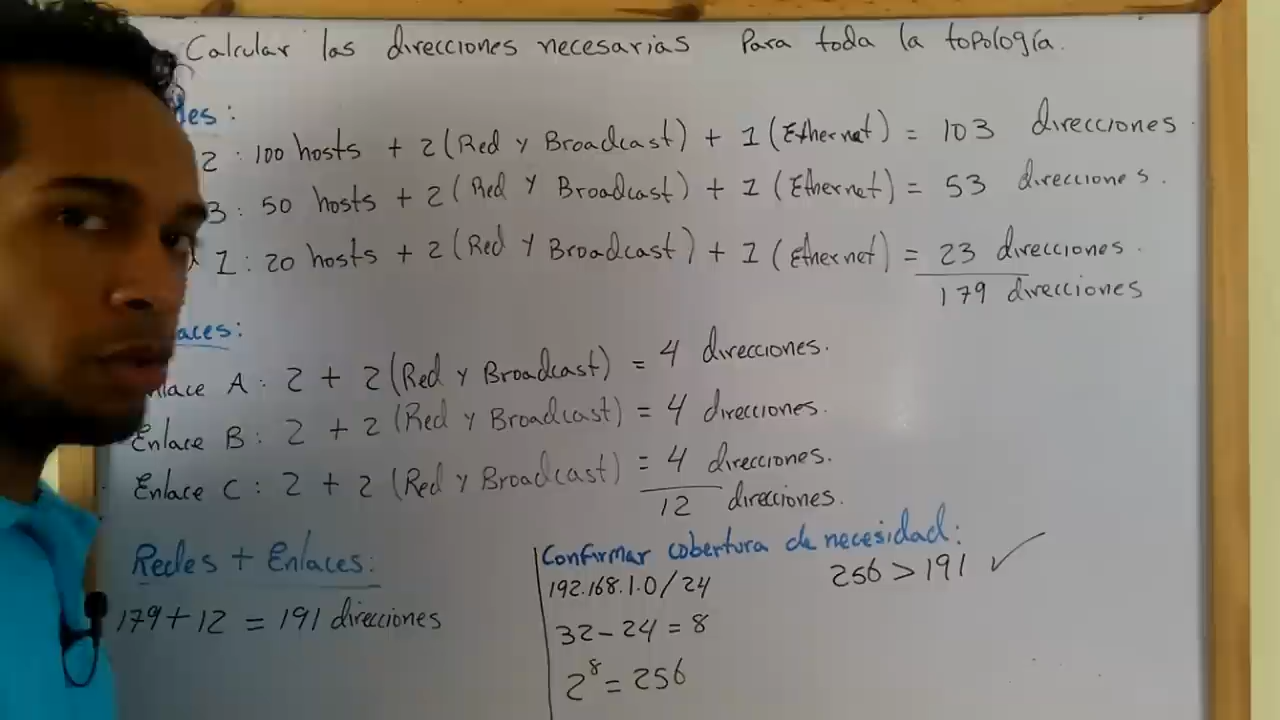 Calcular las direcciones necesarias Para toda la topología.
des:
2 : 100 hosts + 2 (Red y Broadcast) + 1 (Ethernet) = 103 direcciones
3 : 50 hosts + 2 (Red y Broadcast) + 1 (Ethernet) = 53 direcciones.
1 : 20 hosts + 2 (Red y Broadcast) + 1 (Ethernet) = 23 direcciones.
179 direcciones
aces:
nlace A : 2 + 2 (Red y Broadcast) = 4 direcciones.
Enlace B : 2 + 2 (Red y Broadcast) = 4 direcciones.
Enlace C : 2 + 2 (Red y Broadcast) = 4 direcciones.
12 direcciones.
Redes + Enlaces:
179 + 12 = 191 direcciones
Confirmar cobertura de necesidad:
192.168.1.0/24
256 > 191 ✓
32 - 24 = 8
2⁸ = 256